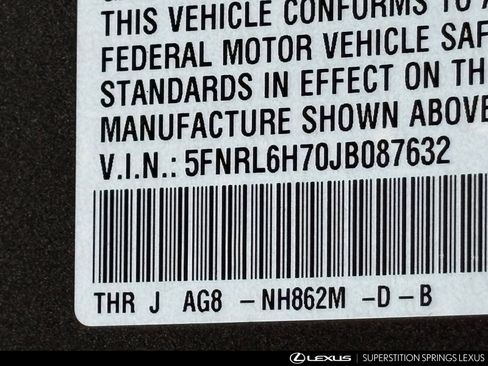 THIS VEHICLE CONFORMS TO A
FEDERAL MOTOR VEHICLE SAF
STANDARDS IN EFFECT ON TH
MANUFACTURE SHOWN ABOVE
V.I.N.: 5FNRL6H70JB087632
THR J AG8 -NH862M -D-B
LEXUS | SUPERSTITION SPRINGS LEXUS